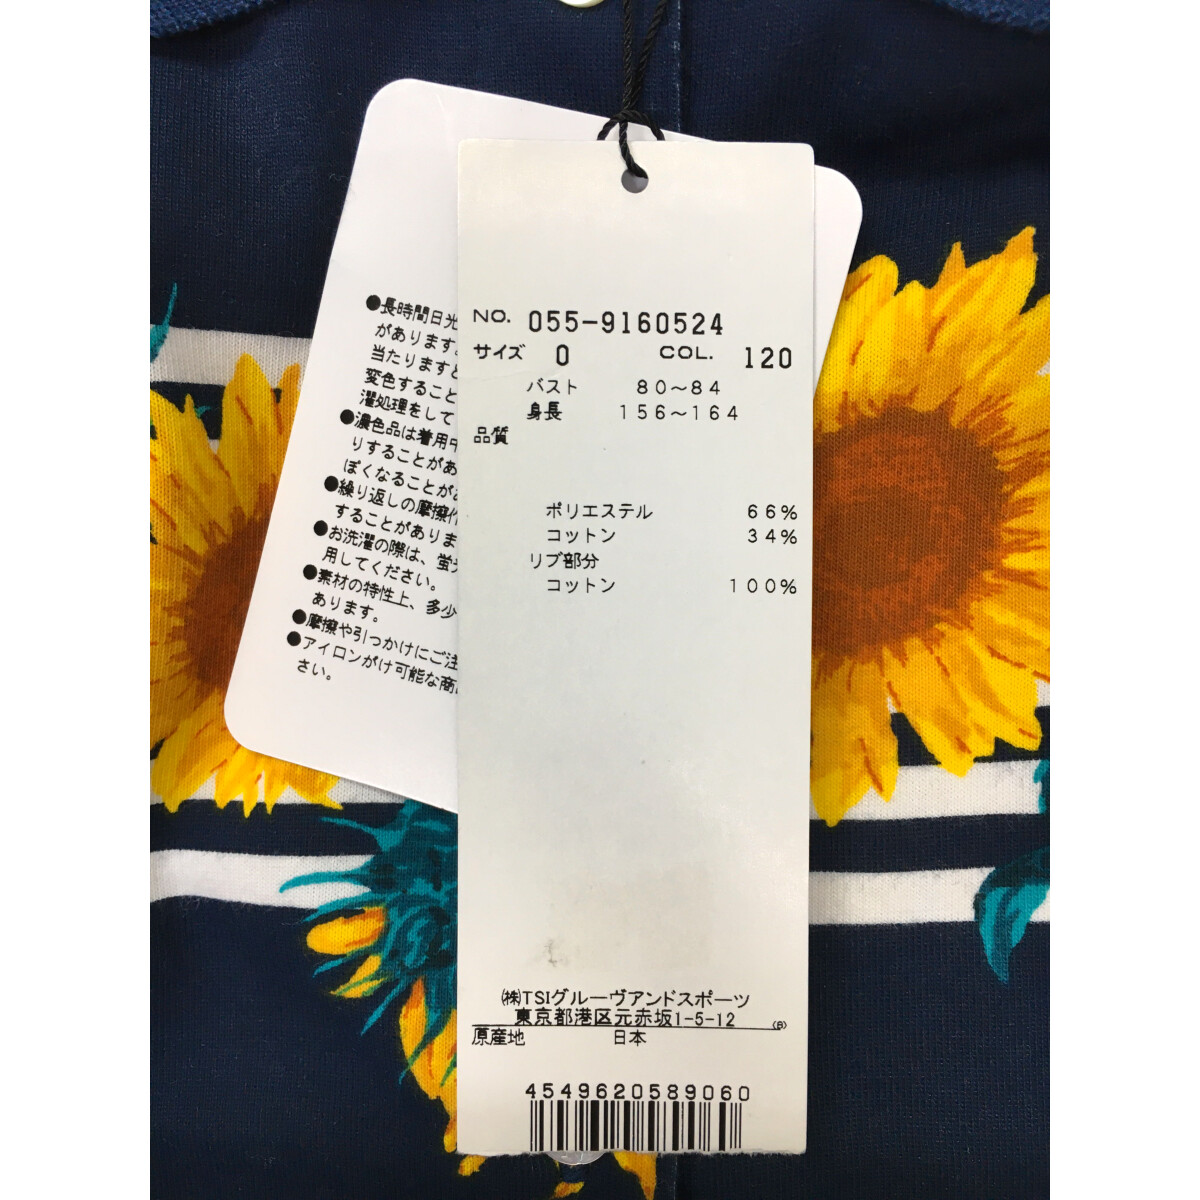 ●長時間日光
があります。
当たりますと
変色すること
濯処理をして
●濃色品は着用中
りすることがあ
ぽくなることがあ
●繰り返しの摩擦作
することがありま
●お洗濯の際は、蛍光
用してください。
●素材の特性上、多少
あります。
●摩擦や引っかけにご注
●アイロンがけ可能な商
さい。
NO. 055-9160524
サイズ 0 COL. 120
バスト 80～84
身長 156～164
品質
ポリエステル 66%
コットン 34%
リブ部分
コットン 100%
㈱TSIグルーヴアンドスポーツ
東京都港区元赤坂1-5-12 (B)
原産地 日本
4549620589060